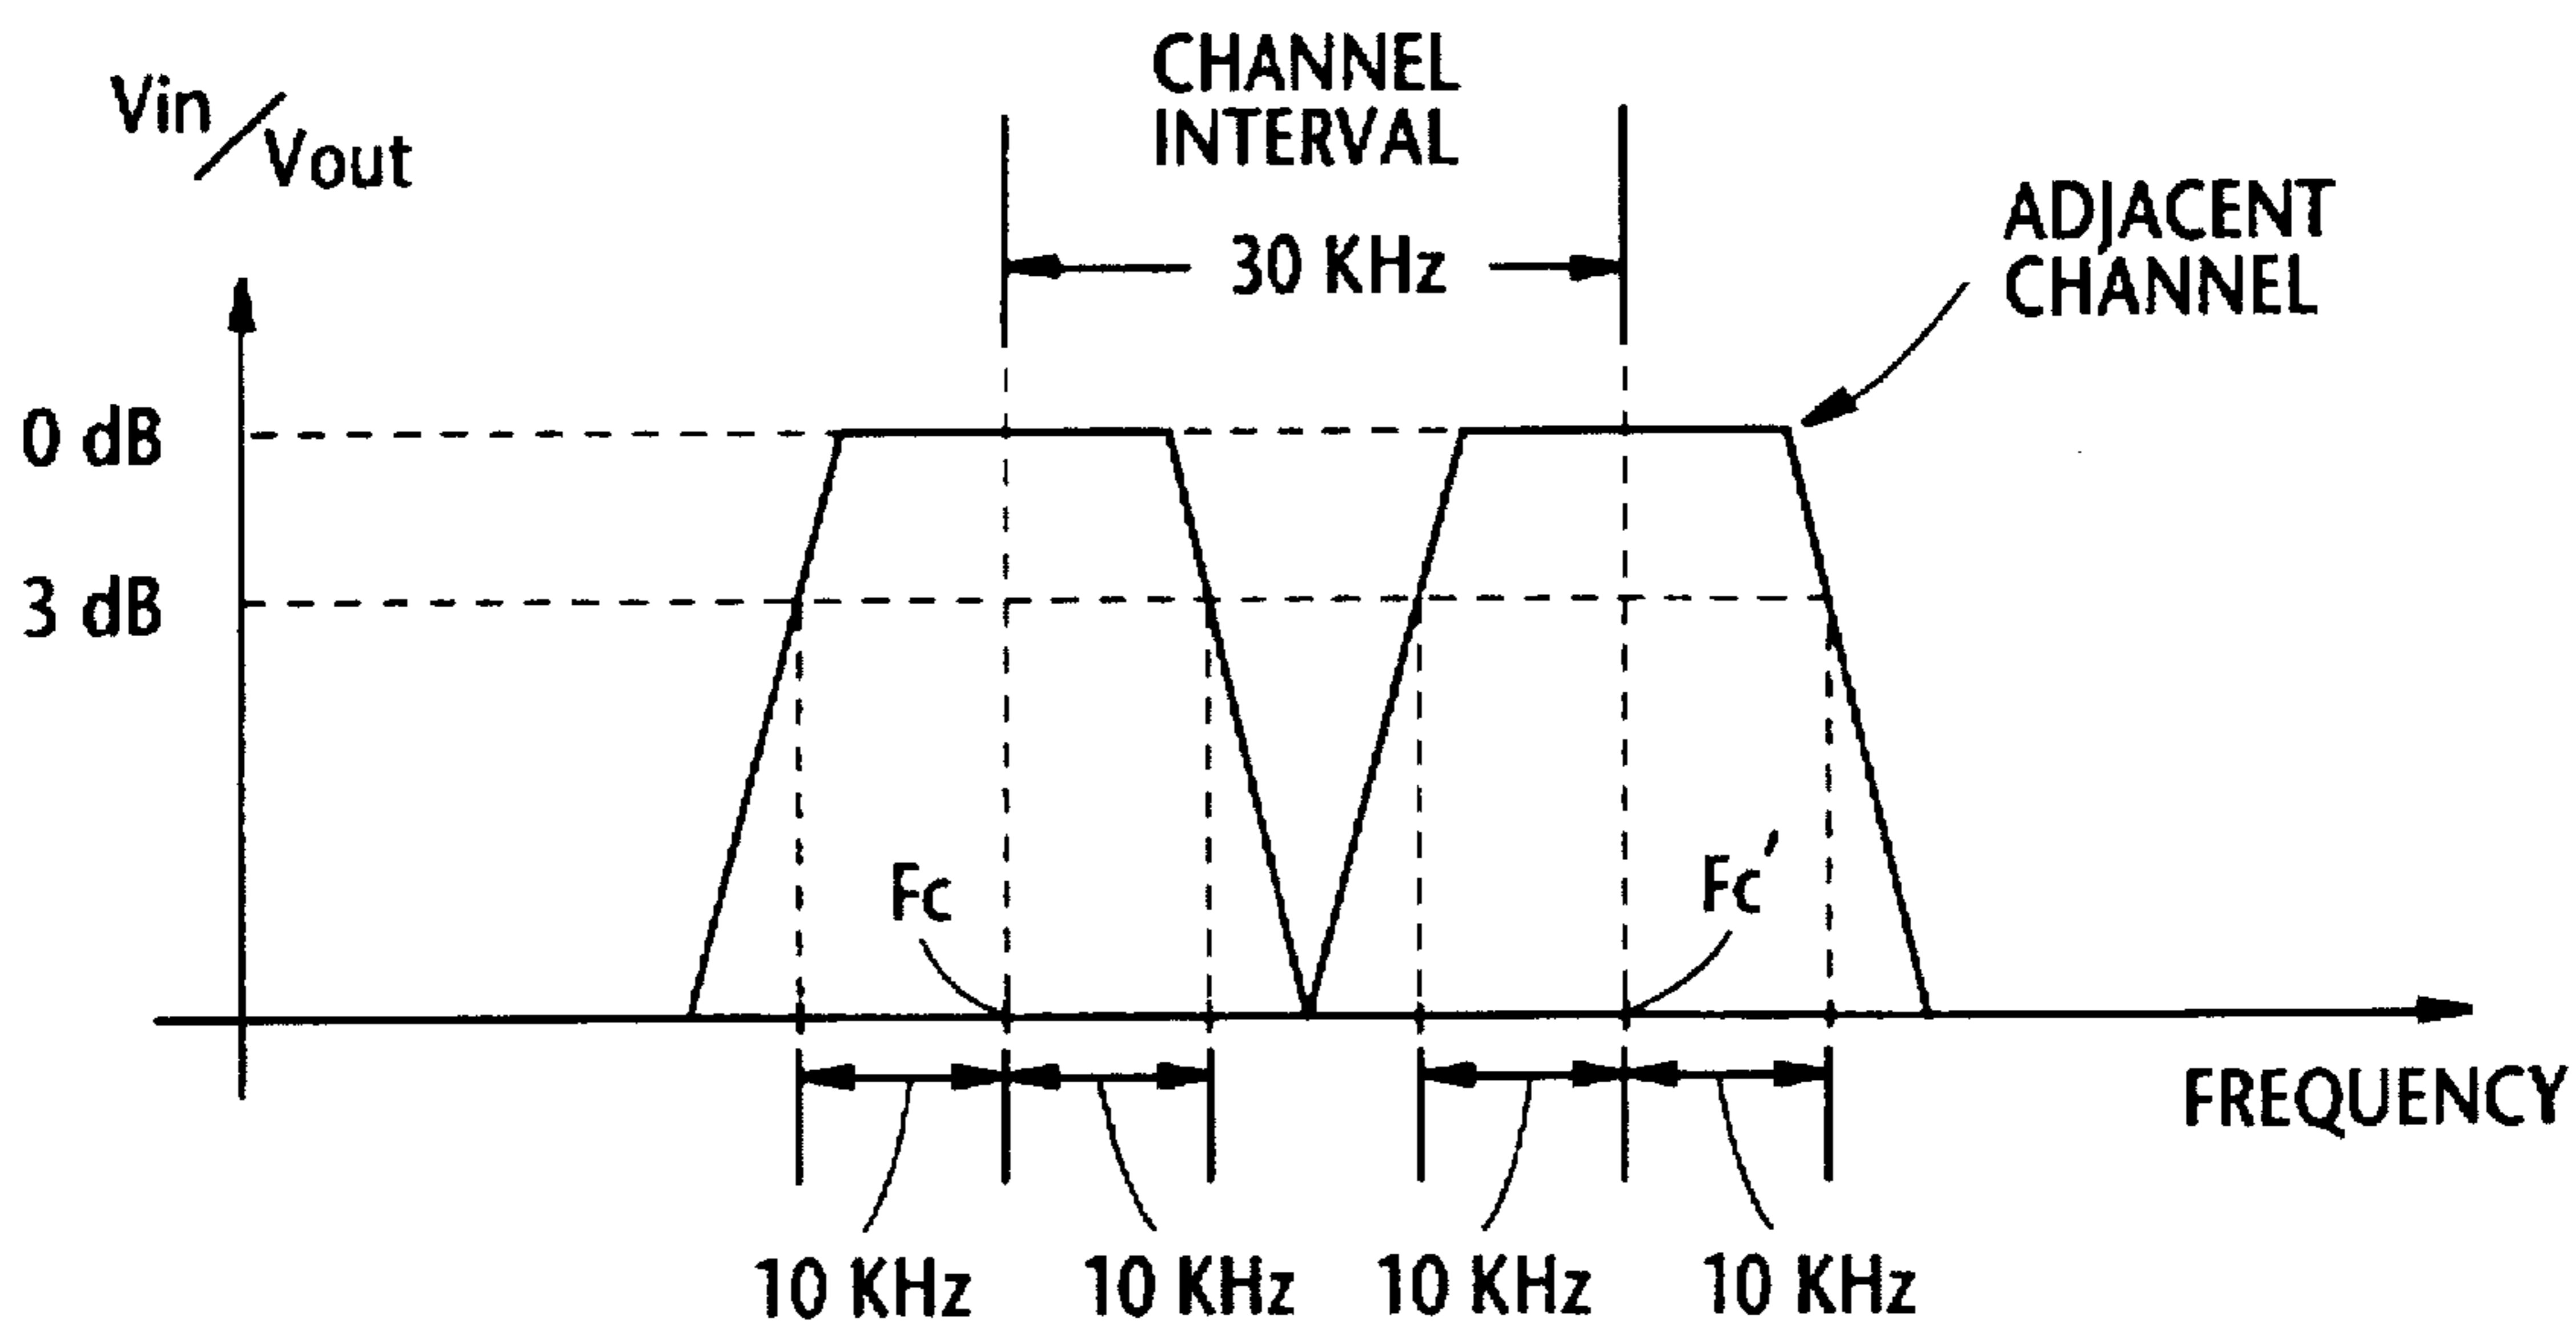 Vin/Vout
CHANNEL
INTERVAL
30 KHz
ADJACENT
CHANNEL
0 dB
3 dB
Fc
Fc'
FREQUENCY
10 KHz
10 KHz
10 KHz
10 KHz